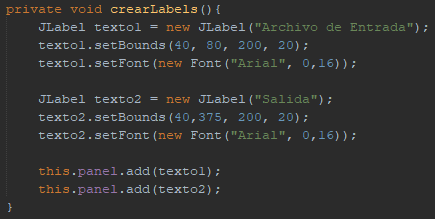 private void crearLabels(){
JLabel texto1 = new JLabel("Archivo de Entrada");
texto1.setBounds(40, 80, 200, 20);
texto1.setFont(new Font("Arial", 0,16));
JLabel texto2 = new JLabel("Salida");
texto2.setBounds(40,375, 200, 20);
texto2.setFont(new Font("Arial", 0,16));
this.panel.add(texto1);
this.panel.add(texto2);
}